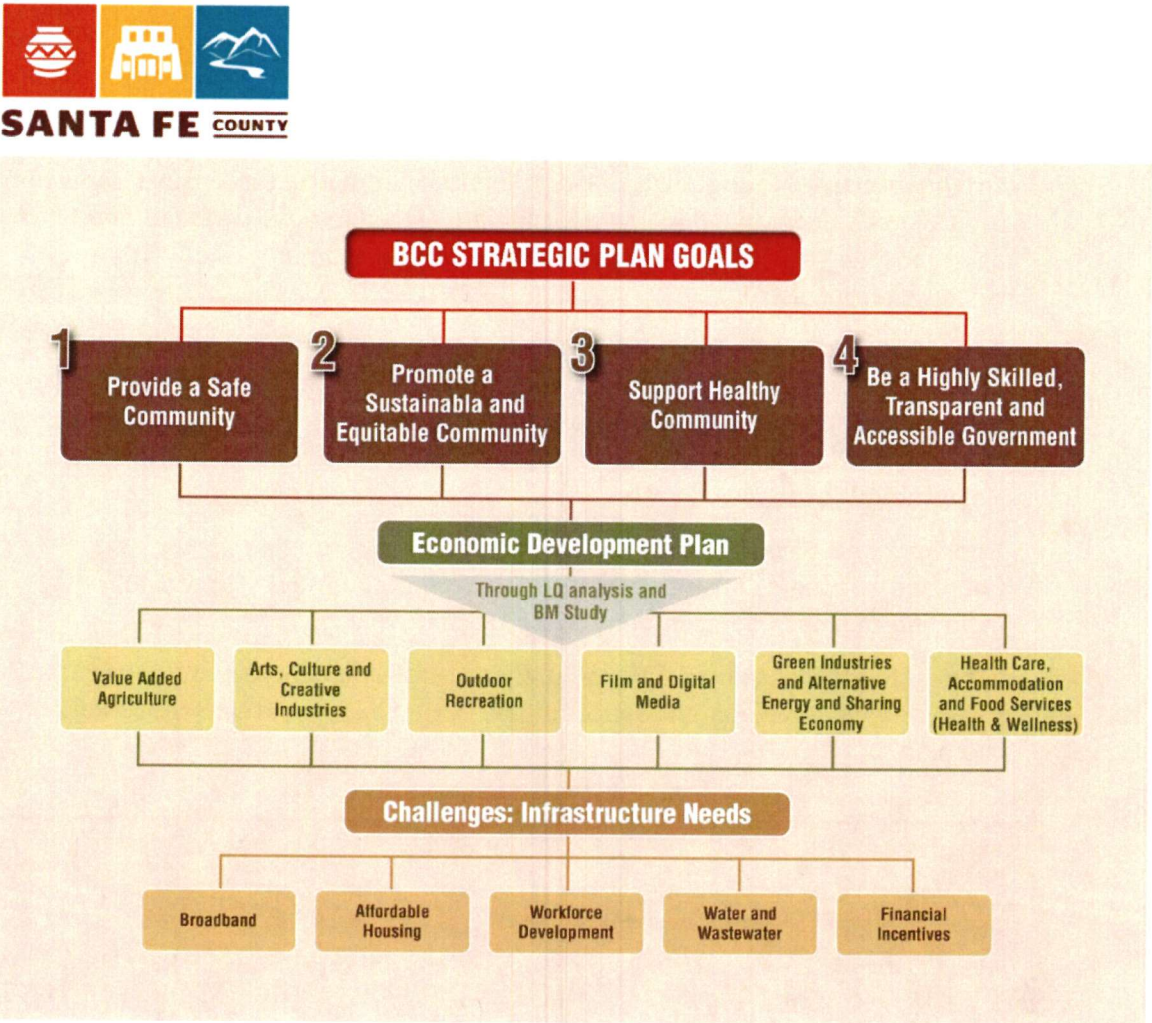 SANTA FE COUNTY
BCC STRATEGIC PLAN GOALS
1
Provide a Safe
Community
2
Promote a
Sustainabla and
Equitable Community
3
Support Healthy
Community
4
Be a Highly Skilled,
Transparent and
Accessible Government
Economic Development Plan
Through LQ analysis and
BM Study
Value Added
Agriculture
Arts, Culture and
Creative
Industries
Outdoor
Recreation
Film and Digital
Media
Green Industries
and Alternative
Energy and Sharing
Economy
Health Care,
Accommodation
and Food Services
(Health & Wellness)
Challenges: Infrastructure Needs
Broadband
Affordable
Housing
Workforce
Development
Water and
Wastewater
Financial
Incentives